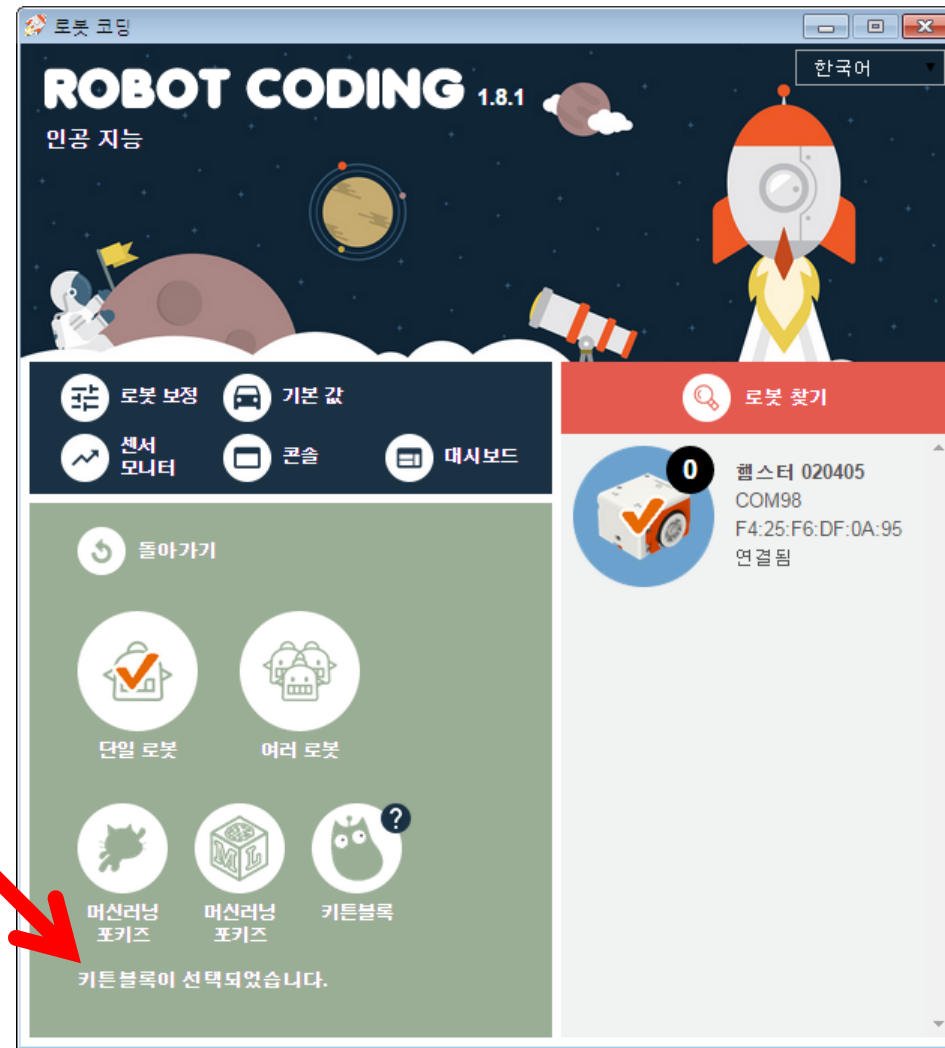 로봇 코딩
한국어
ROBOT CODING 1.8.1
인공 지능
로봇 보정
기본 값
센서
모니터
콘솔
대시보드
로봇 찾기
0
햄스터 020405
COM98
F4:25:F6:DF:0A:95
연결됨
돌아가기
단일 로봇
여러 로봇
ML
?
머신러닝
포키즈
머신러닝
포키즈
키튼블록
키튼블록이 선택되었습니다.